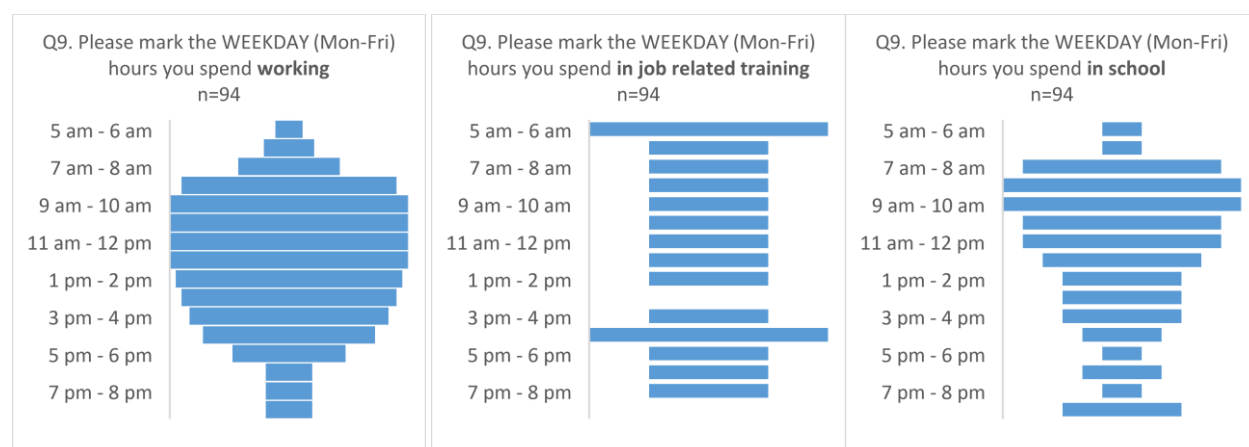 Q9. Please mark the WEEKDAY (Mon-Fri)
hours you spend working
n=94
5 am - 6 am
7 am - 8 am
9 am - 10 am
11 am - 12 pm
1 pm - 2 pm
3 pm - 4 pm
5 pm - 6 pm
7 pm - 8 pm
Q9. Please mark the WEEKDAY (Mon-Fri)
hours you spend in job related training
n=94
5 am - 6 am
7 am - 8 am
9 am - 10 am
11 am - 12 pm
1 pm - 2 pm
3 pm - 4 pm
5 pm - 6 pm
7 pm - 8 pm
Q9. Please mark the WEEKDAY (Mon-Fri)
hours you spend in school
n=94
5 am - 6 am
7 am - 8 am
9 am - 10 am
11 am - 12 pm
1 pm - 2 pm
3 pm - 4 pm
5 pm - 6 pm
7 pm - 8 pm